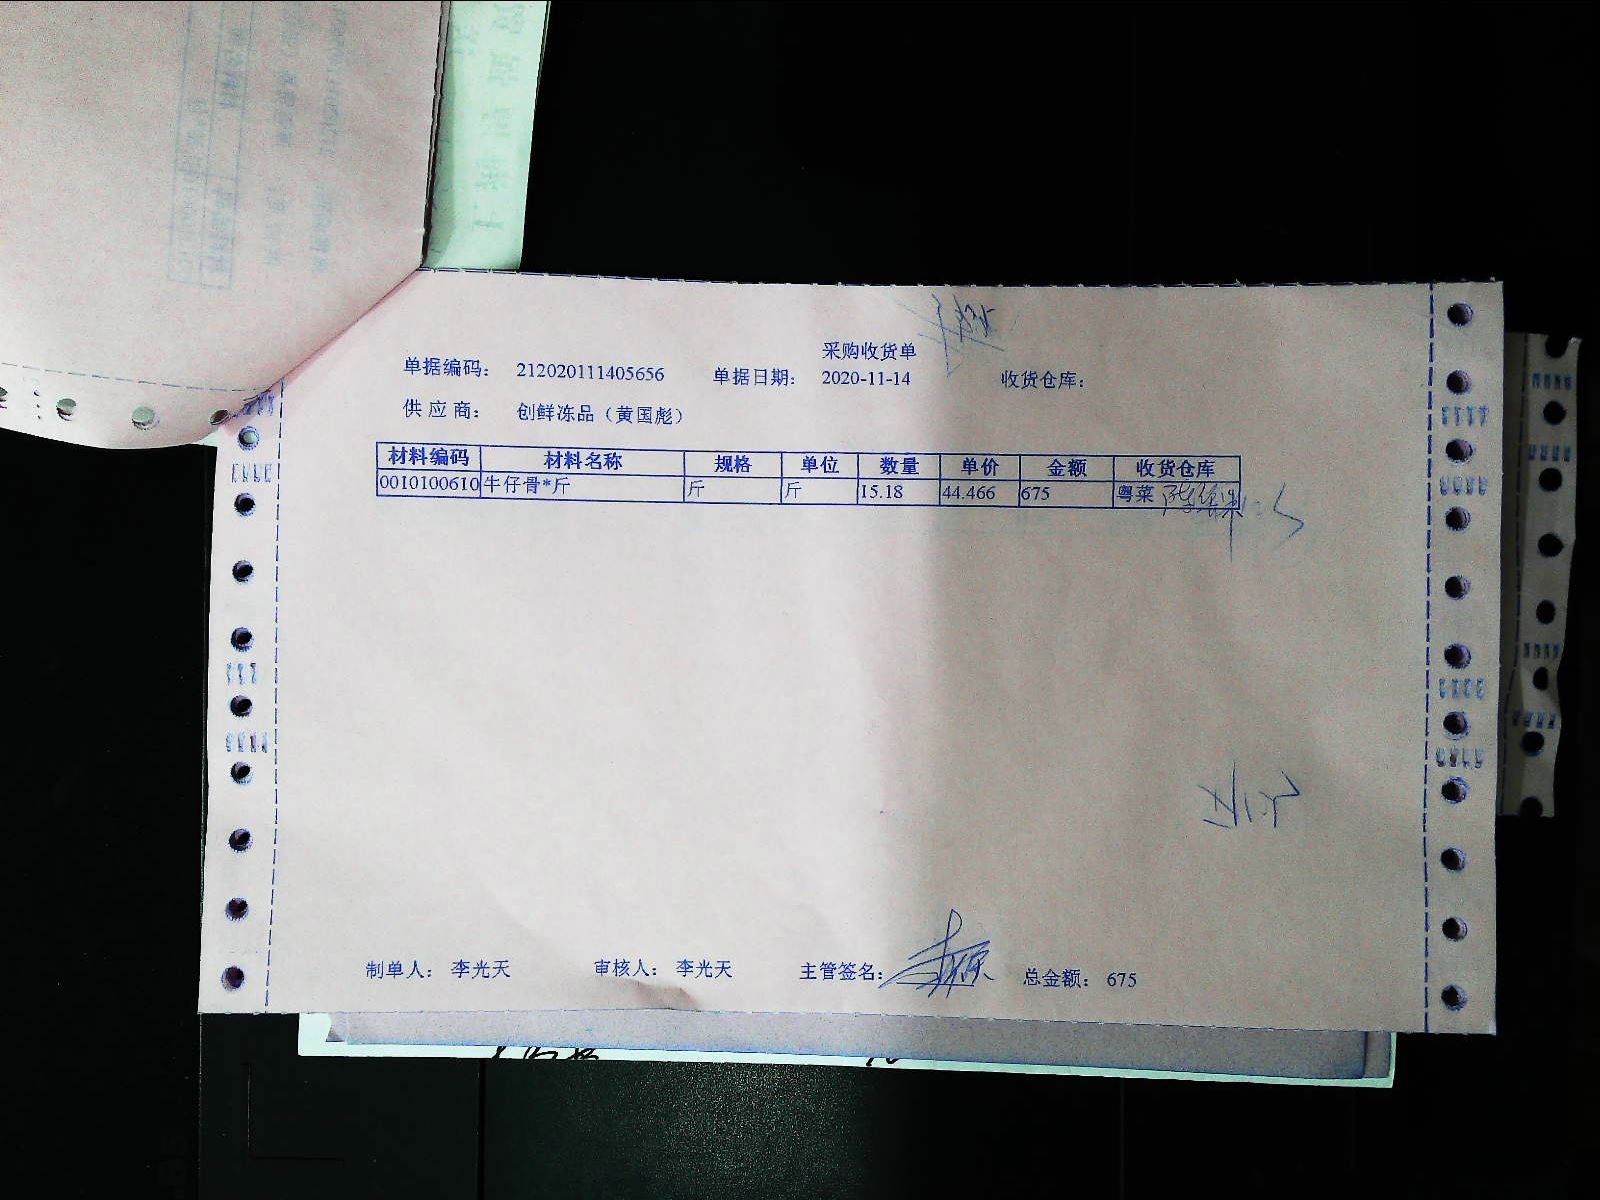 采购收货单
单据编码： 212020111405656 单据日期： 2020-11-14 收货仓库：
供应商： 创鲜冻品（黄国彪）
材料编码 材料名称 规格 单位 数量 单价 金额 收货仓库
0010100610 牛仔骨*斤 斤 斤 15.18 44.466 675 粤菜
制单人： 李光天 审核人： 李光天 主管签名： 总金额： 675